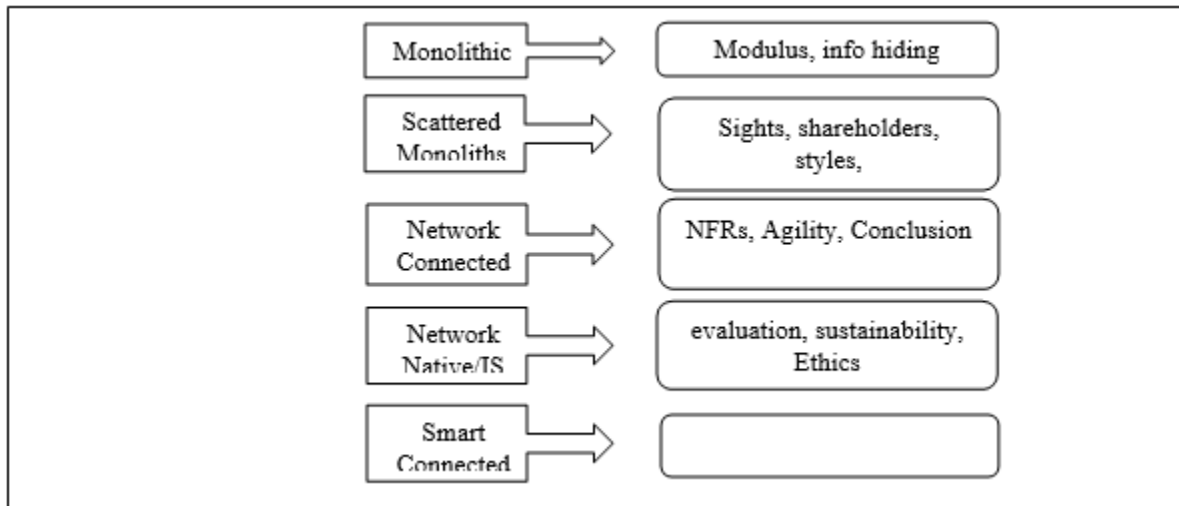 Monolithic
Modulus, info hiding
Scattered
Monoliths
Sights, shareholders,
styles,
Network
Connected
NFRs, Agility, Conclusion
Network
Native/IS
evaluation, sustainability,
Ethics
Smart
Connected